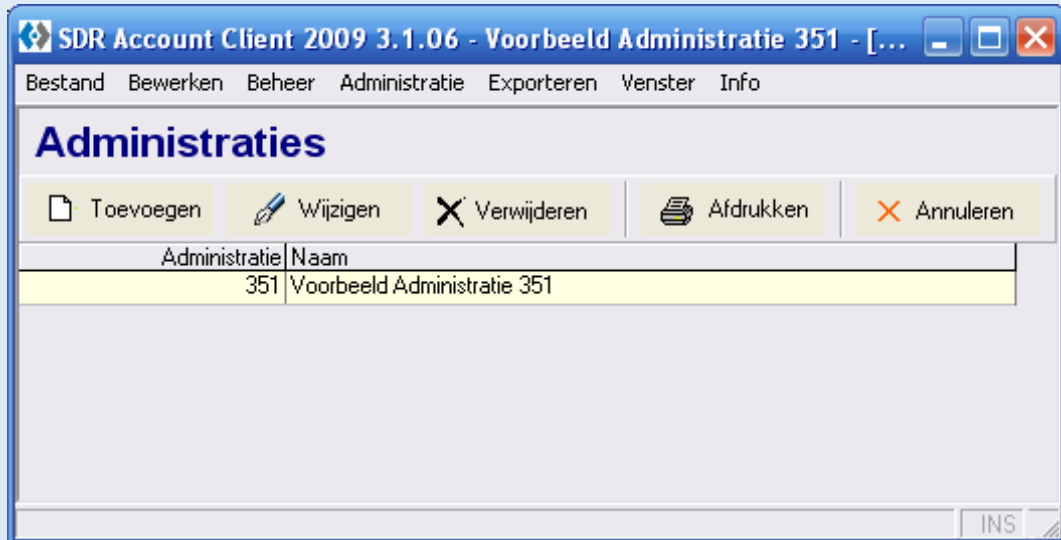 SDR Account Client 2009 3.1.06 - Voorbeeld Administratie 351 - [...
Bestand Bewerken Beheer Administratie Exporteren Venster Info
Administraties
Toevoegen Wijzigen Verwijderen Afdrukken Annuleren
Administratie Naam
351 Voorbeeld Administratie 351
INS